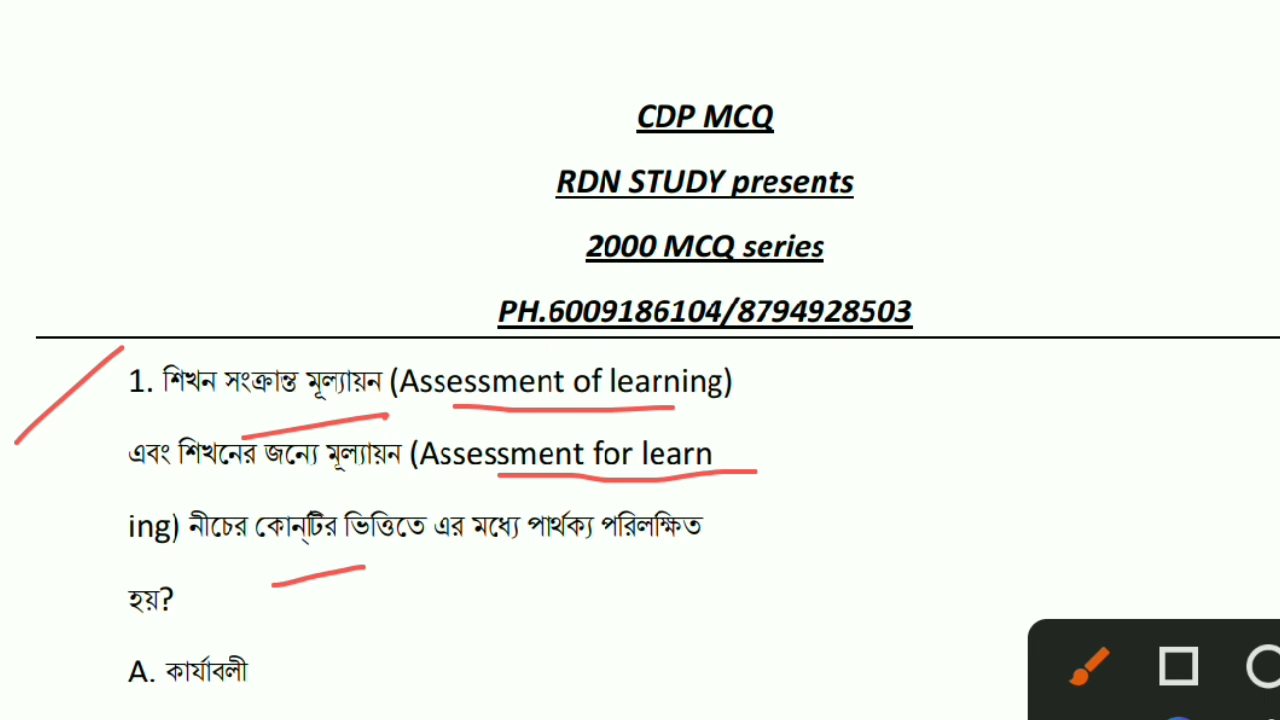 CDP MCQ
RDN STUDY presents
2000 MCQ series
PH.6009186104/8794928503
1. শিখন সংক্রান্ত মূল্যায়ন (Assessment of learning)
এবং শিখনের জন্যে মূল্যায়ন (Assessment for learn
ing) নীচের কোন্‌টির ভিত্তিতে এর মধ্যে পার্থক্য পরিলক্ষিত
হয়?
A. কার্যাবলী